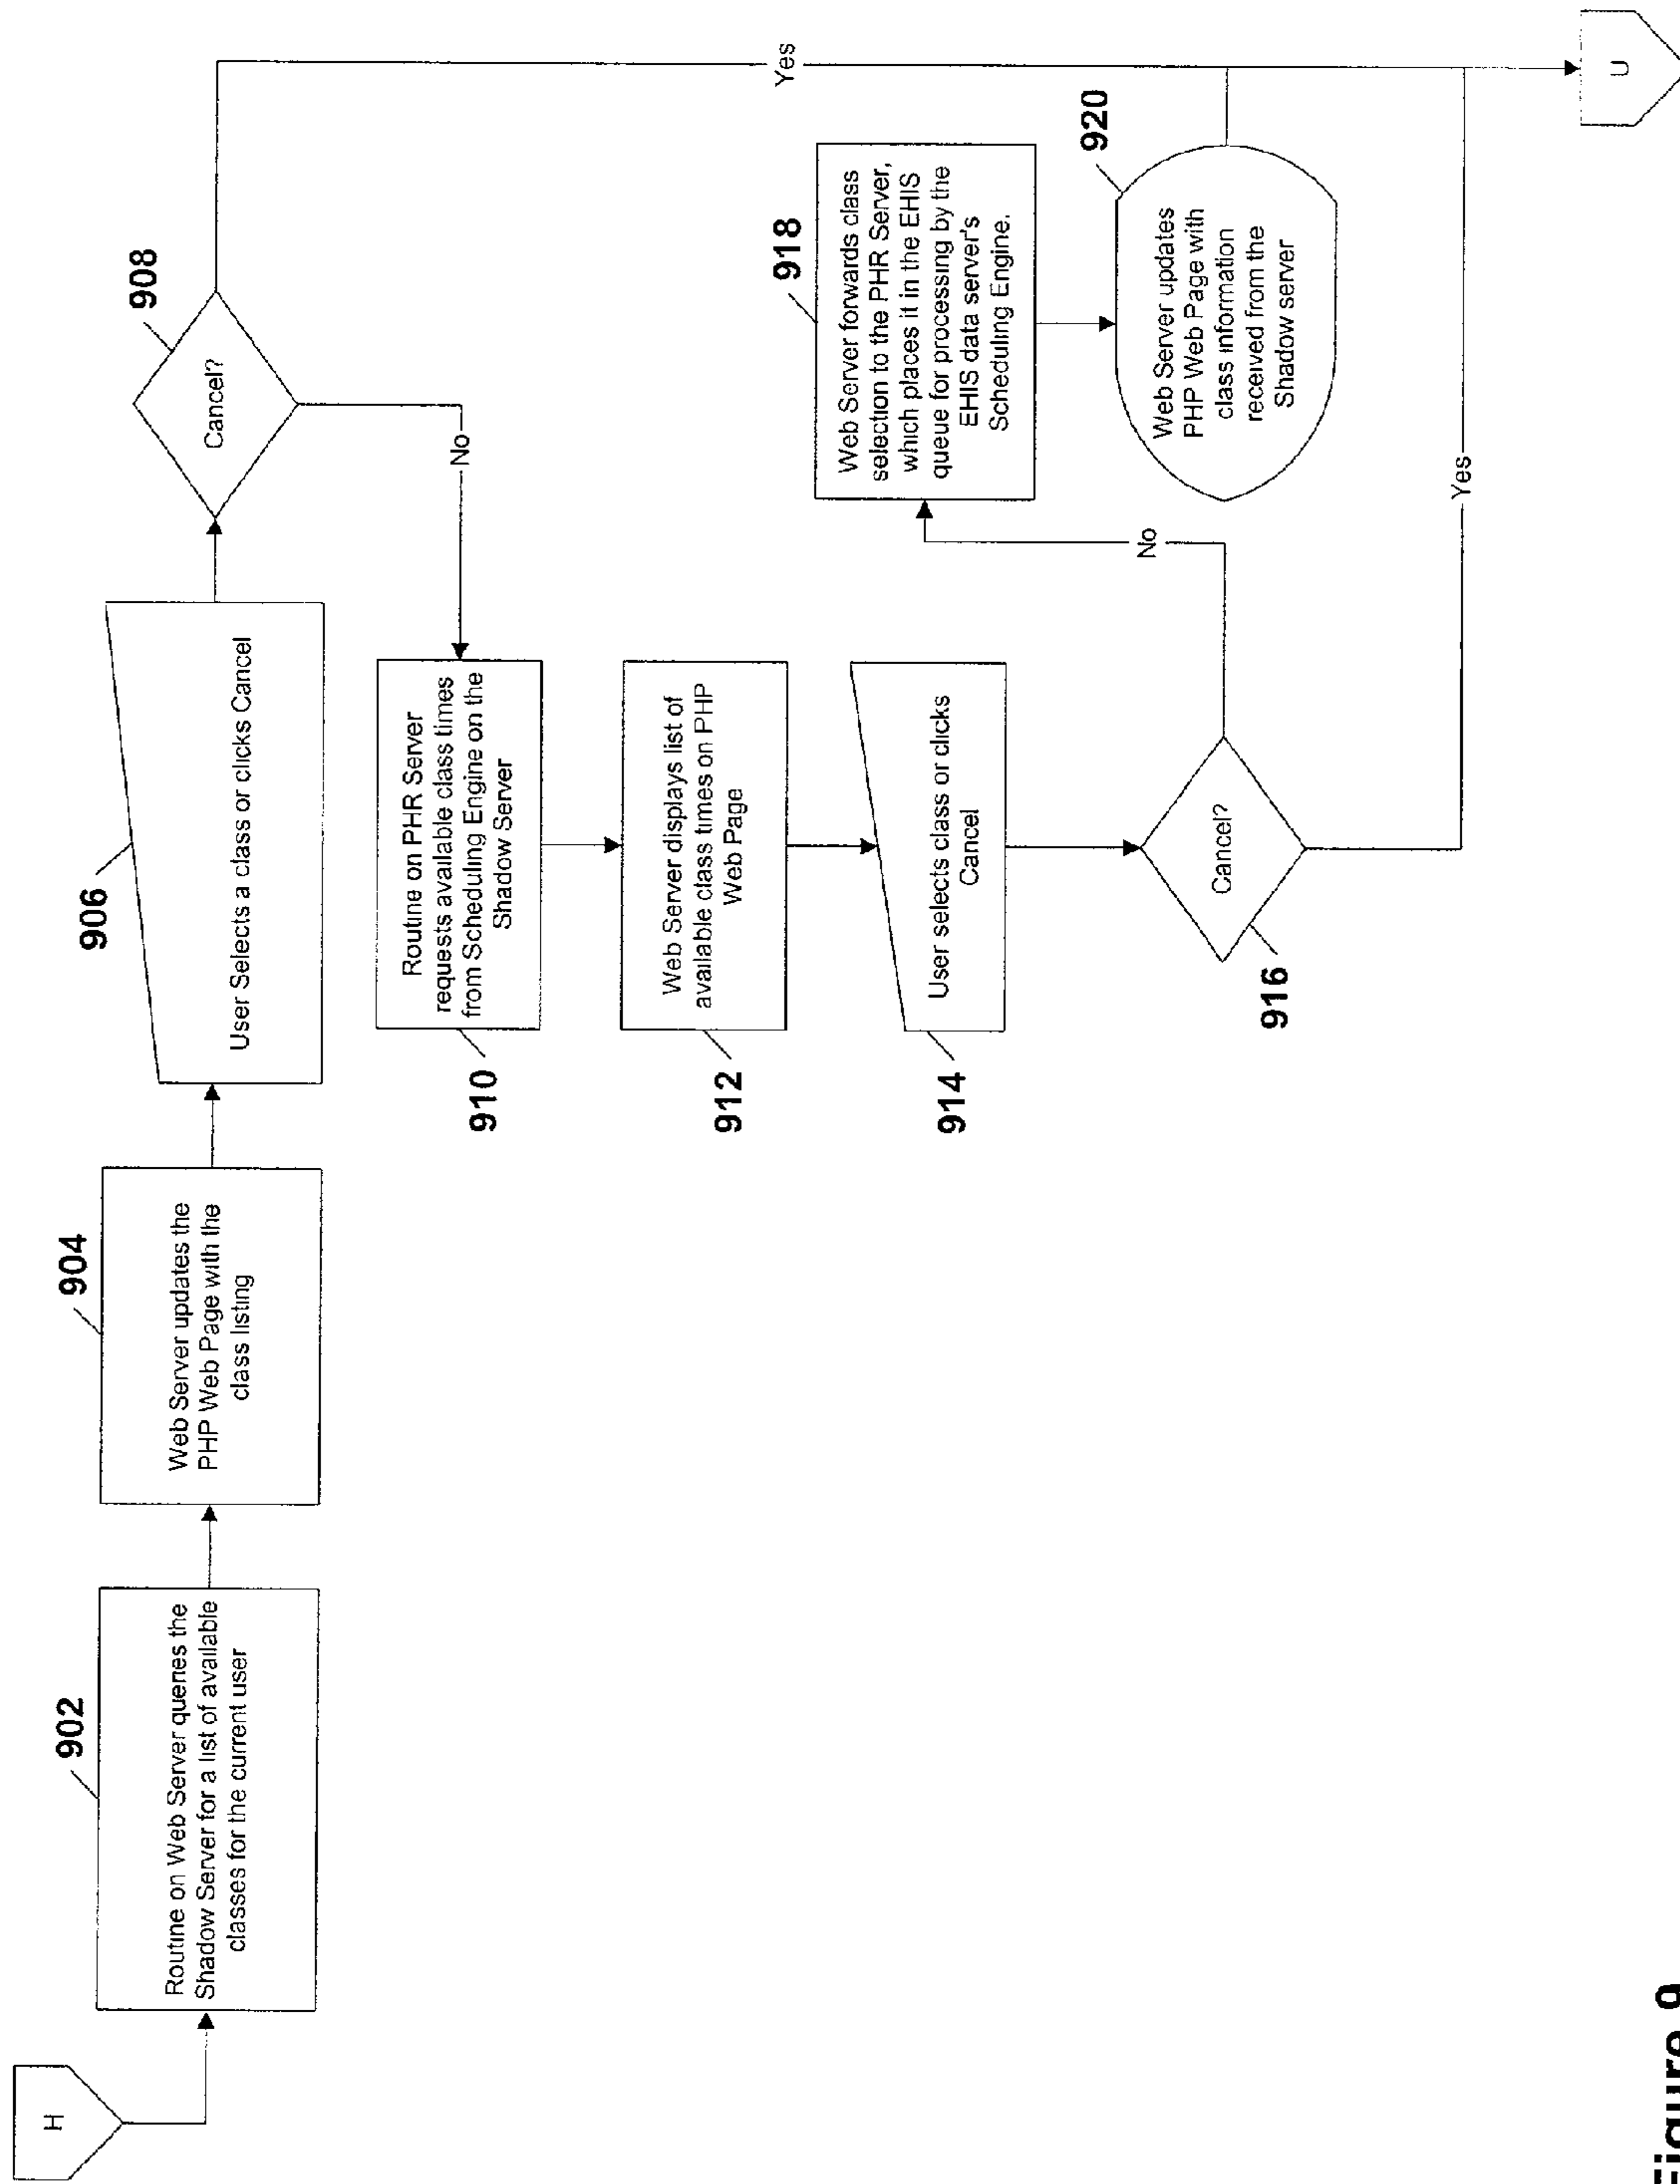 H
902
Routine on Web Server queries the
Shadow Server for a list of available
classes for the current user
904
Web Server updates the
PHP Web Page with the
class listing
906
User Selects a class or clicks Cancel
908
Cancel?
Yes
No
910
Routine on PHR Server
requests available class times
from Scheduling Engine on the
Shadow Server
912
Web Server displays list of
available class times on PHP
Web Page
914
User selects class or clicks
Cancel
916
Cancel?
No
Yes
918
Web Server forwards class
selection to the PHR Server,
which places it in the EHIS
queue for processing by the
EHIS data server's
Scheduling Engine.
920
Web Server updates
PHP Web Page with
class information
received from the
Shadow server
U
Figure 9